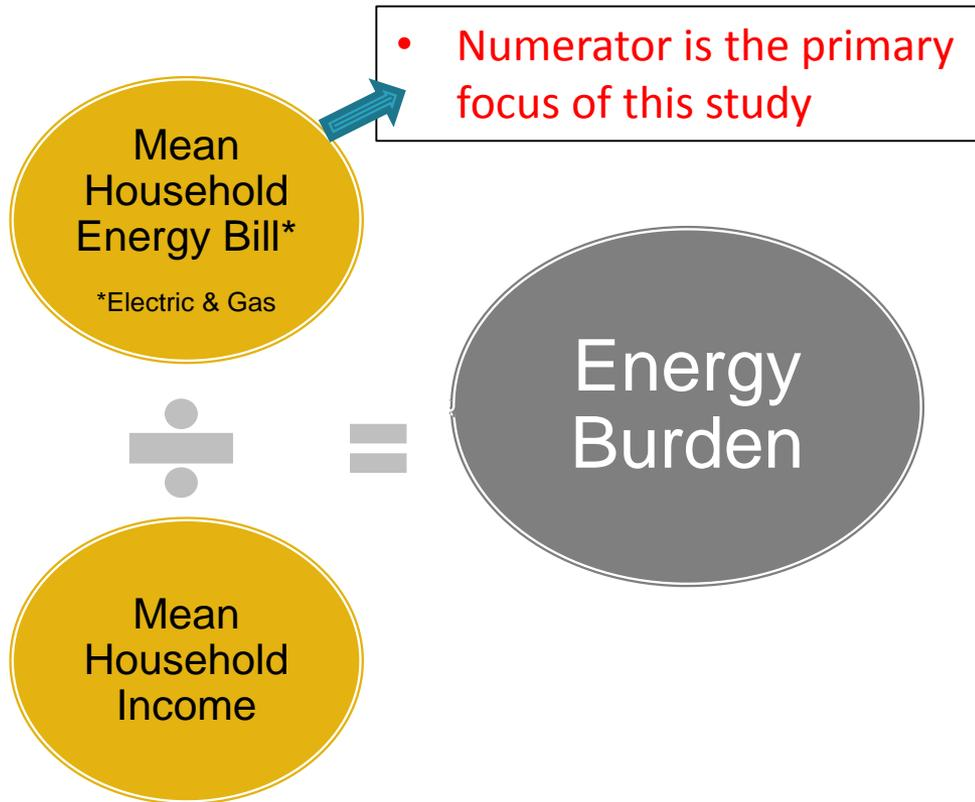 • Numerator is the primary
focus of this study
Mean
Household
Energy Bill*
*Electric & Gas
÷ =
Energy
Burden
Mean
Household
Income